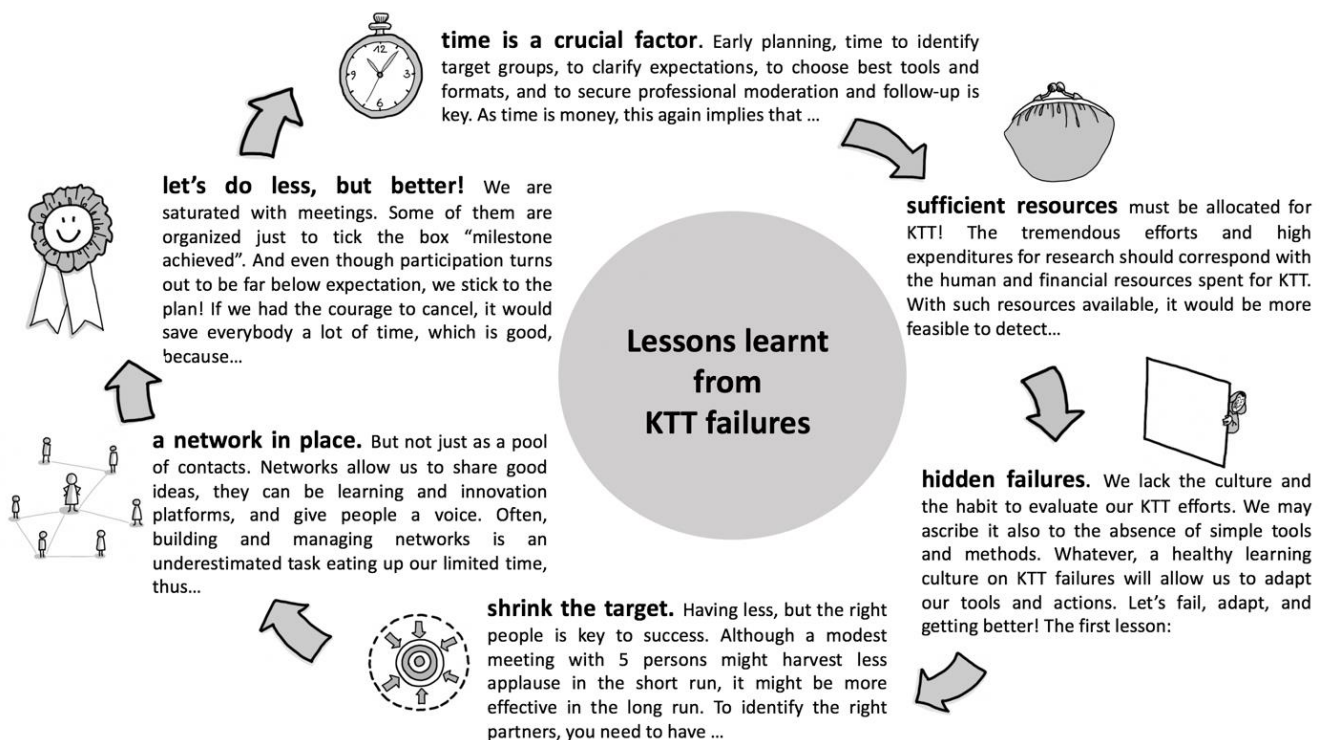 time is a crucial factor. Early planning, time to identify
target groups, to clarify expectations, to choose best tools and
formats, and to secure professional moderation and follow-up is
key. As time is money, this again implies that ...
12
3
6
9
sufficient resources must be allocated for
KTT! The tremendous efforts and high
expenditures for research should correspond with
the human and financial resources spent for KTT.
With such resources available, it would be more
feasible to detect...
hidden failures. We lack the culture and
the habit to evaluate our KTT efforts. We may
ascribe it also to the absence of simple tools
and methods. Whatever, a healthy learning
culture on KTT failures will allow us to adapt
our tools and actions. Let's fail, adapt, and
getting better! The first lesson:
shrink the target. Having less, but the right
people is key to success. Although a modest
meeting with 5 persons might harvest less
applause in the short run, it might be more
effective in the long run. To identify the right
partners, you need to have ...
a network in place. But not just as a pool
of contacts. Networks allow us to share good
ideas, they can be learning and innovation
platforms, and give people a voice. Often,
building and managing networks is an
underestimated task eating up our limited time,
thus...
let's do less, but better! We are
saturated with meetings. Some of them are
organized just to tick the box “milestone
achieved”. And even though participation turns
out to be far below expectation, we stick to the
plan! If we had the courage to cancel, it would
save everybody a lot of time, which is good,
because...
Lessons learnt
from
KTT failures